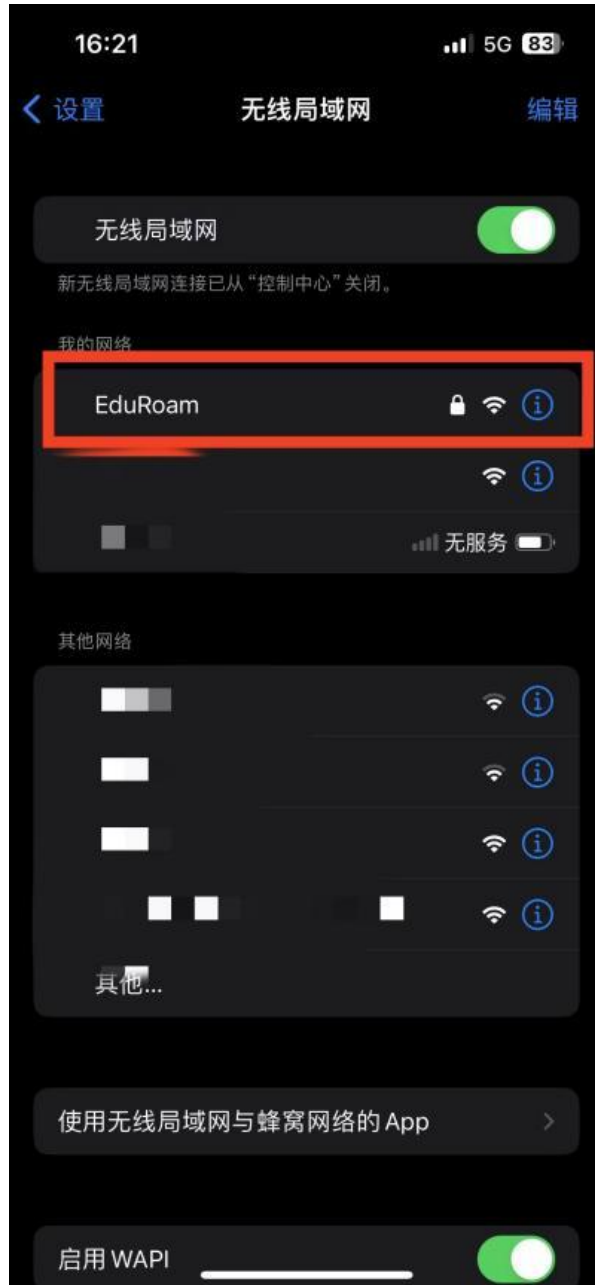 16:21 5G 83
设置 无线局域网 编辑
无线局域网
新无线局域网连接已从“控制中心”关闭。
我的网络
EduRoam
无服务
其他网络
其他...
使用无线局域网与蜂窝网络的 App
启用 WAPI